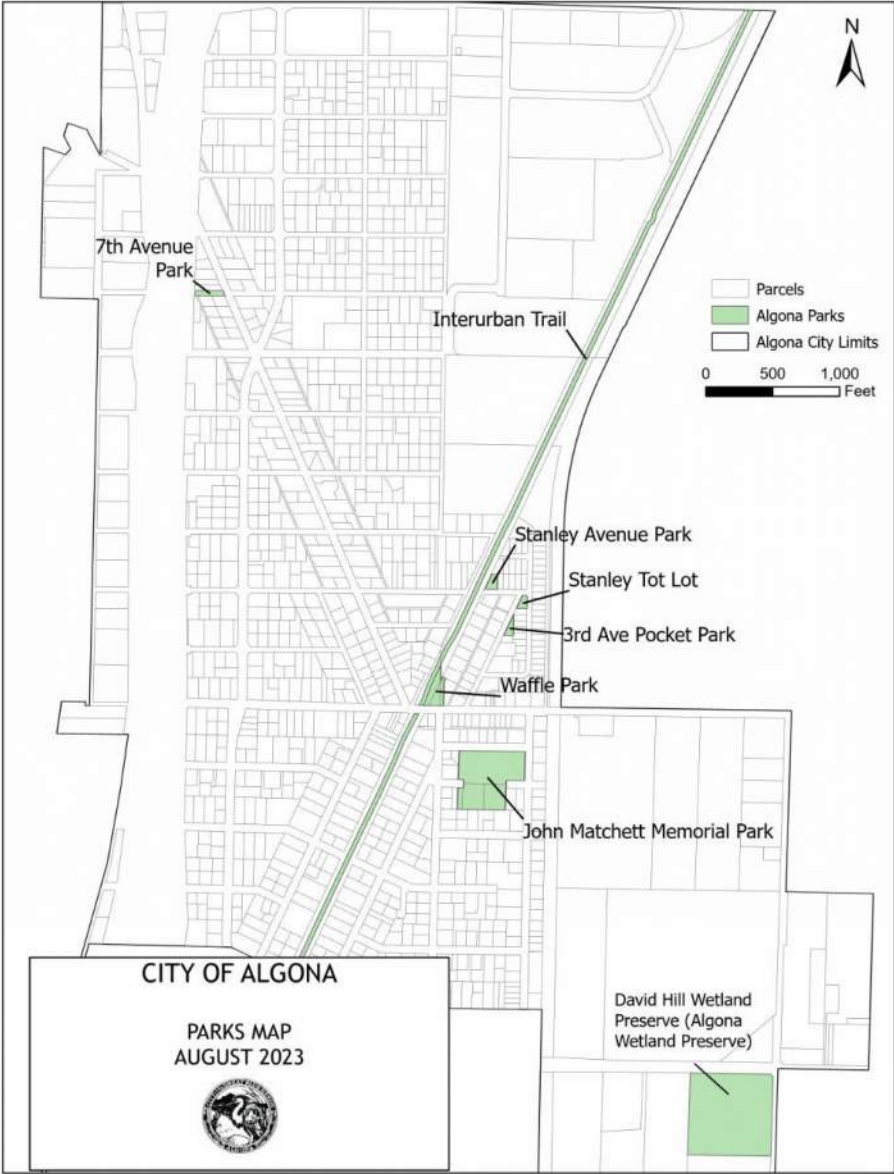 N
7th Avenue
Park
Parcels
Interurban Trail
Algona Parks
Algona City Limits
0 500 1,000
Feet
Stanley Avenue Park
Stanley Tot Lot
3rd Ave Pocket Park
Waffle Park
John Matchett Memorial Park
CITY OF ALGONA
PARKS MAP
AUGUST 2023
David Hill Wetland
Preserve (Algona
Wetland Preserve)